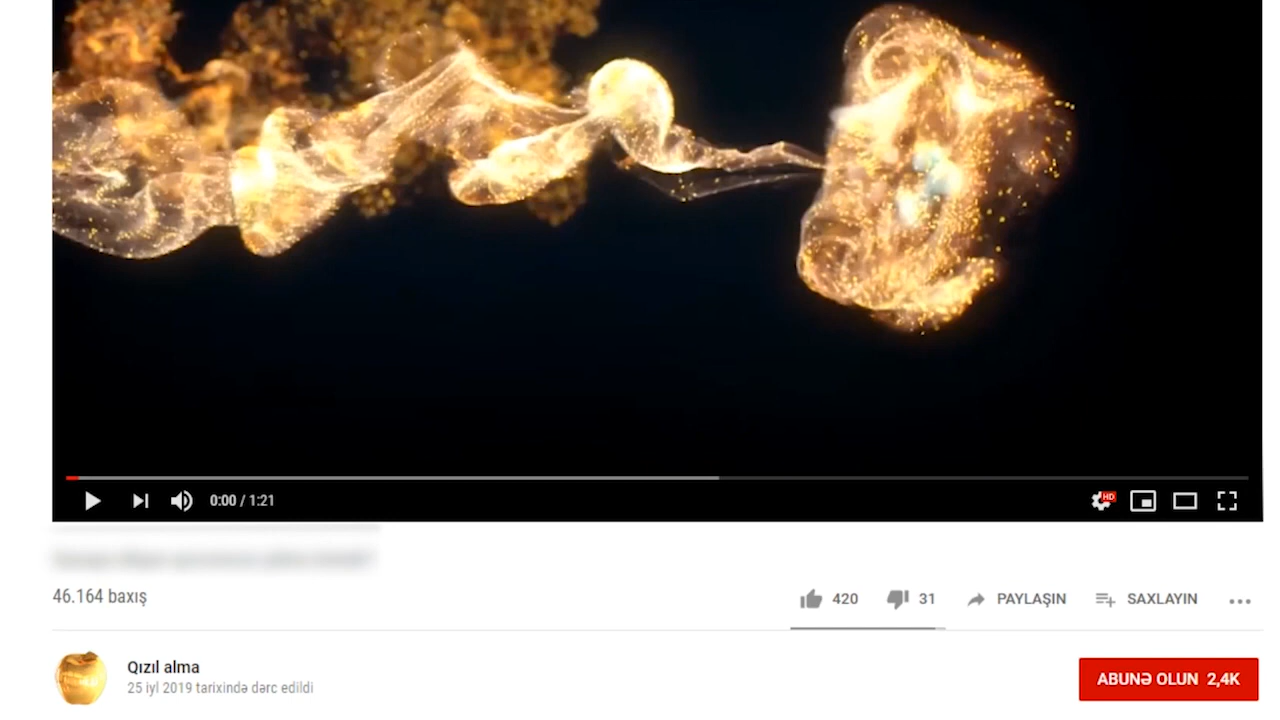 0:00 / 1:21
HD
46.164 baxış
420
31
PAYLAŞIN
SAXLAYIN
Qızıl alma
25 iyl 2019 tarixində dərc edildi
ABUNƏ OLUN 2,4K